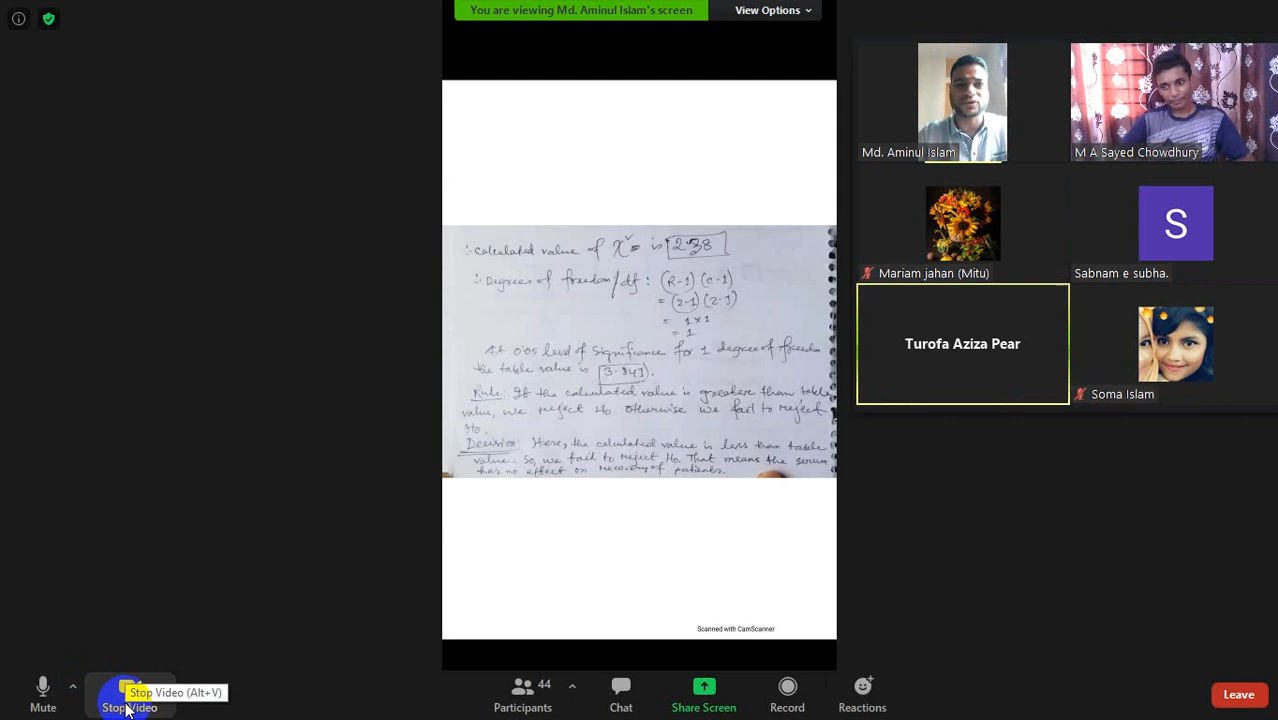 You are viewing Md. Aminul Islam's screen
View Options
Md. Aminul Islam
M A Sayed Chowdhury
∴ Calculated value of χ² is 2.38
∴ Degrees of freedom/df : (R-1) (C-1)
= (2-1) (2-1)
= 1×1
= 1
At 0.05 level of significance for 1 degree of freedom
the table value is 3.841.
Rule: If the calculated value is greatere than table
value, we reject Ho otherwise we fail to reject
Ho.
Decision: Here, the calculated value is less than table
value. So, we fail to reject Ho. That means the serum
has no effect on recovery of patients.
S
Mariam jahan (Mitu)
Sabnam e subha.
Turofa Aziza Pear
Soma Islam
Scanned with CamScanner
Stop Video (Alt+V)
Mute
Stop Video
44
Participants
Chat
Share Screen
Record
Reactions
Leave